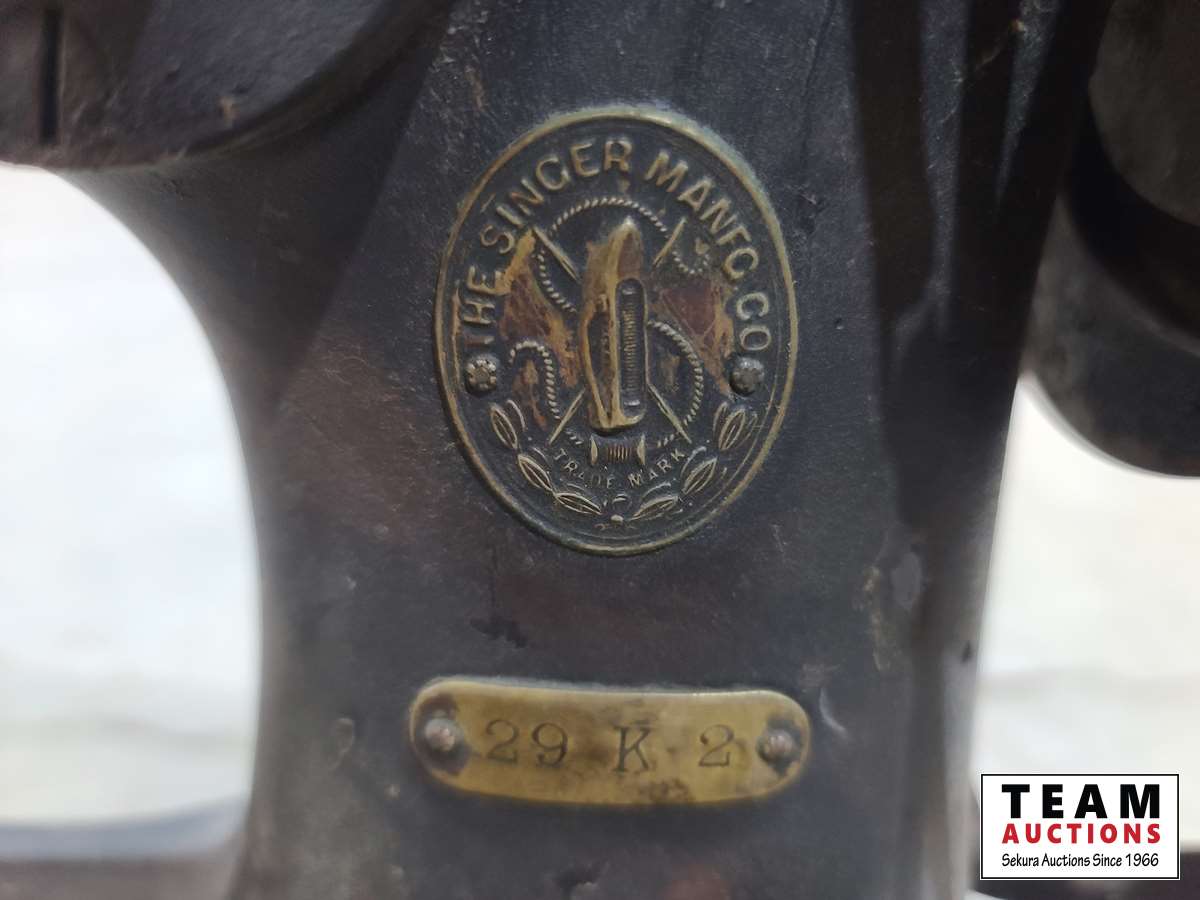 THE SINGER MANFG. CO
TRADE MARK
29 K 2
TEAM
AUCTIONS
Sekura Auctions Since 1966